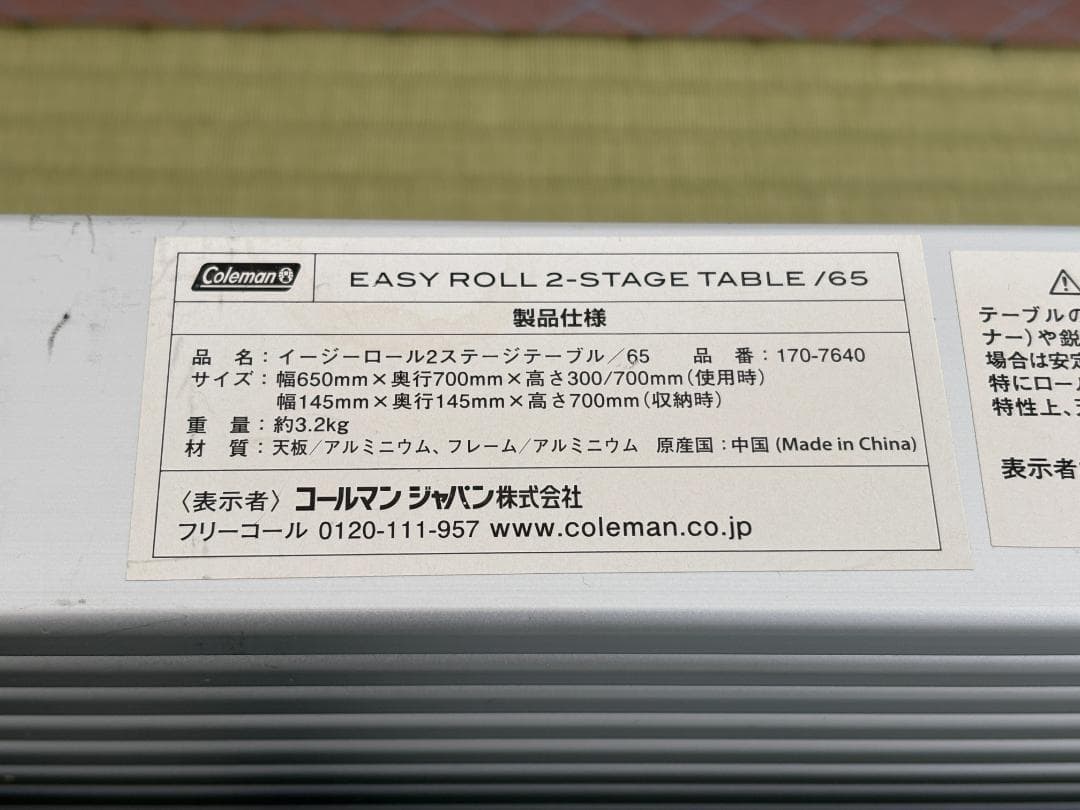 Coleman
EASY ROLL 2-STAGE TABLE /65
製品仕様
品 名：イージーロール2ステージテーブル／65 品 番：170-7640
サイズ：幅650mm×奥行700mm×高さ300/700mm（使用時）
幅145mm×奥行145mm×高さ700mm（収納時）
重 量：約3.2kg
材 質：天板／アルミニウム、フレーム／アルミニウム 原産国：中国 (Made in China)
〈表示者〉コールマン ジャパン株式会社
フリーコール 0120-111-957 www.coleman.co.jp
テーブルの
ナー）や鋭
場合は安定
特にロール
特性上、
表示者